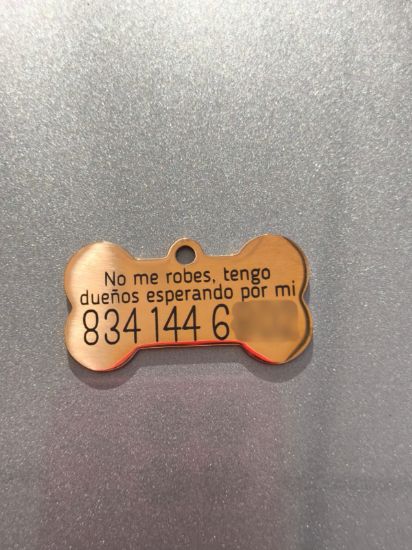 No me robes, tengo
dueños esperando por mi
834 144 6